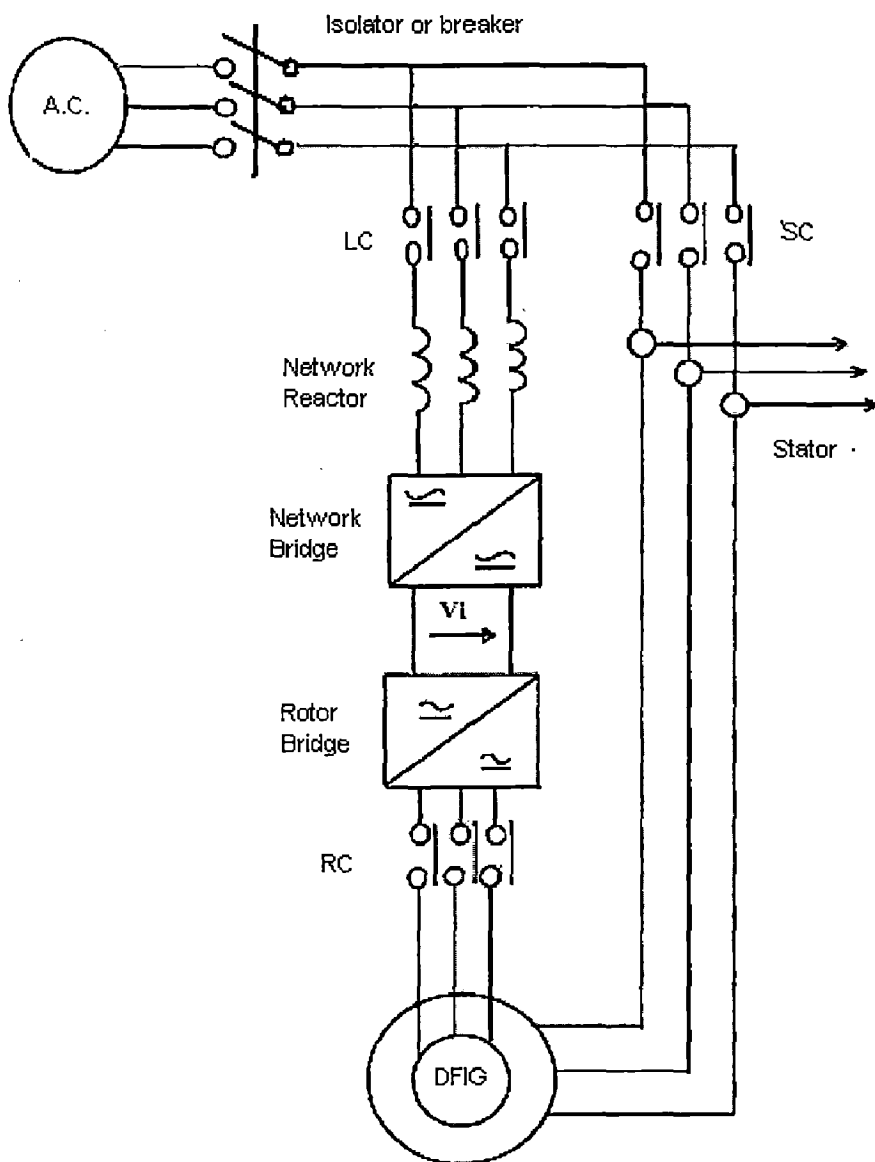 Isolator or breaker
A.C.
LC
SC
Network
Reactor
Stator
Network
Bridge
Vi
Rotor
Bridge
RC
DFIG